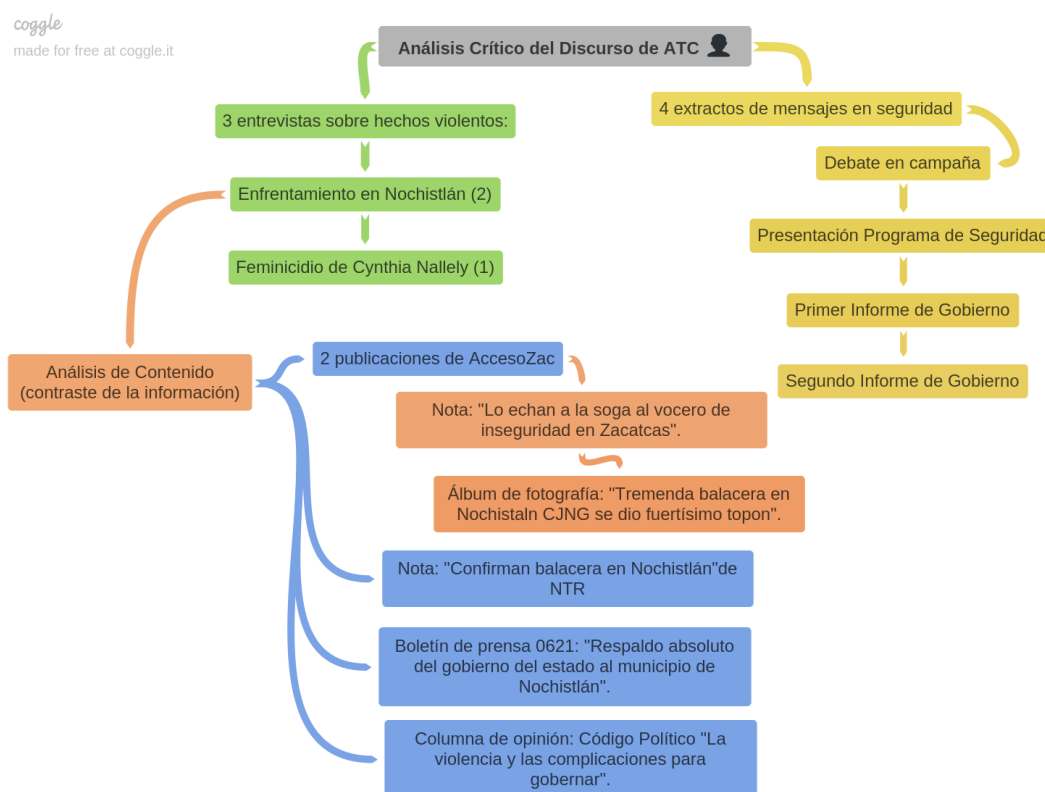 coggle
made for free at coggle.it
Análisis Crítico del Discurso de ATC
3 entrevistas sobre hechos violentos:
Enfrentamiento en Nochistlán (2)
Feminicidio de Cynthia Nallely (1)
4 extractos de mensajes en seguridad
Debate en campaña
Presentación Programa de Seguridad
Primer Informe de Gobierno
Segundo Informe de Gobierno
Análisis de Contenido
(contraste de la información)
2 publicaciones de AccesoZac
Nota: "Lo echan a la soga al vocero de
inseguridad en Zacatcas".
Álbum de fotografía: "Tremenda balacera en
Nochistaln CJNG se dio fuertísimo topon".
Nota: "Confirman balacera en Nochistlán"de
NTR
Boletín de prensa 0621: "Respaldo absoluto
del gobierno del estado al municipio de
Nochistlán".
Columna de opinión: Código Político "La
violencia y las complicaciones para
gobernar".